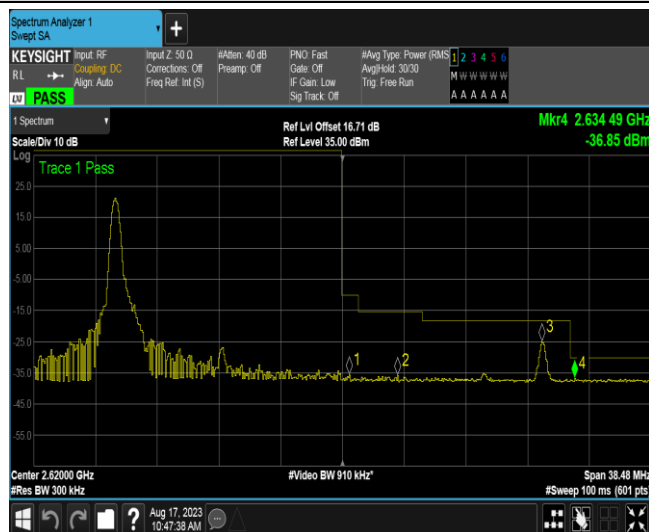 Spectrum Analyzer 1
Swept SA
+
KEYSIGHT
RL
LXI PASS
Input: RF
Coupling: DC
Align: Auto
Input Z: 50 Ω
Corrections: Off
Freq Ref: Int (S)
#Atten: 40 dB
Preamp: Off
PNO: Fast
Gate: Off
IF Gain: Low
Sig Track: Off
#Avg Type: Power (RMS
Avg|Hold: 30/30
Trig: Free Run
1 2 3 4 5 6
M W W W W W
A A A A A A
1 Spectrum
Scale/Div 10 dB
Ref Lvl Offset 16.71 dB
Ref Level 35.00 dBm
Mkr4 2.634 49 GHz
-36.85 dBm
Log
Trace 1 Pass
25.0
15.0
5.00
-5.00
-15.0
-25.0
-35.0
-45.0
-55.0
1
2
3
4
Center 2.62000 GHz
#Res BW 300 kHz
#Video BW 910 kHz*
Span 38.48 MHz
#Sweep 100 ms (601 pts)
?
Aug 17, 2023
10:47:38 AM